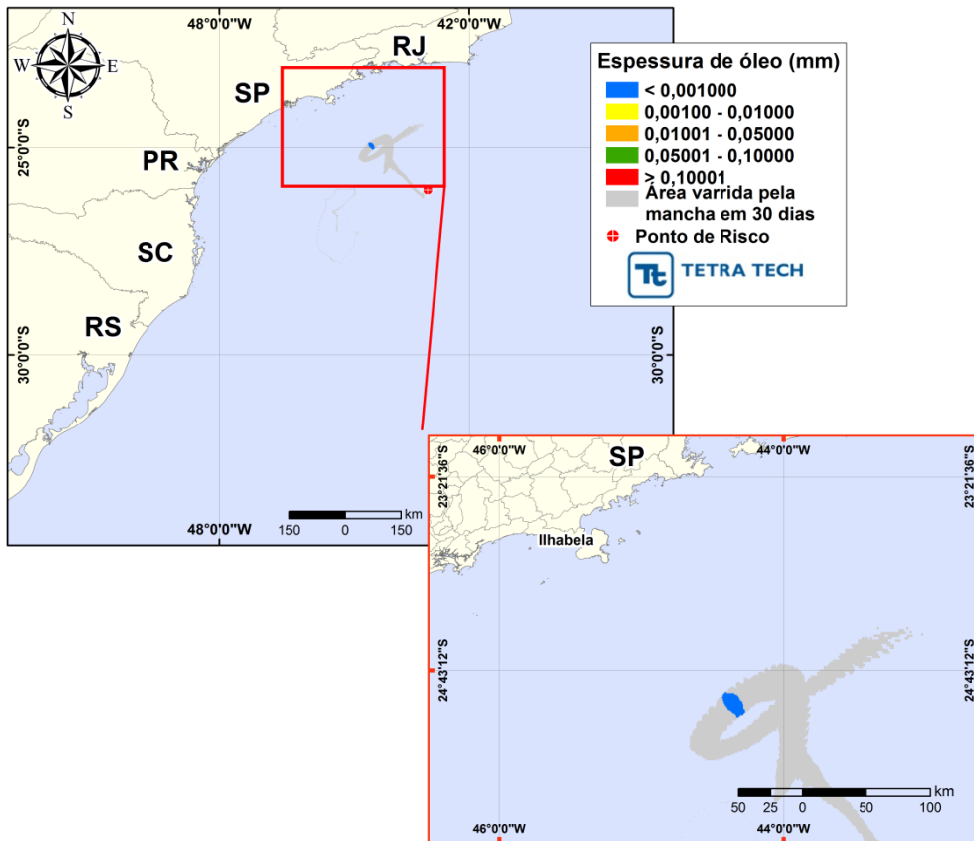 48°0'0"W
42°0'0"W
N
W
E
S
RJ
SP
25°0'0"S
PR
SC
RS
30°0'0"S
30°0'0"S
150
0
150
km
48°0'0"W
Espessura de óleo (mm)
< 0,001000
0,00100 - 0,01000
0,01001 - 0,05000
0,05001 - 0,10000
> 0,10001
Área varrida pela
mancha em 30 dias
Ponto de Risco
Tt
TETRA TECH
46°0'0"W
44°0'0"W
SP
23°21'36"S
23°21'36"S
Ilhabela
24°43'12"S
24°43'12"S
50
25
0
50
100
km
46°0'0"W
44°0'0"W